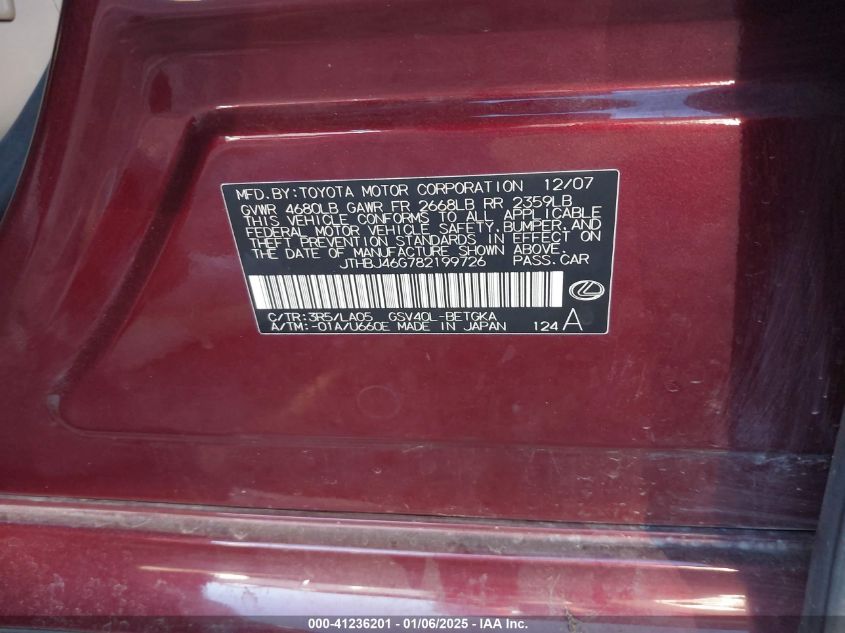 MFD.BY:TOYOTA MOTOR CORPORATION 12/07
GVWR 4680LB GAWR FR 2668LB RR 2359LB
THIS VEHICLE CONFORMS TO ALL APPLICABLE
FEDERAL MOTOR VEHICLE SAFETY,BUMPER,AND
THEFT PREVENTION STANDARDS IN EFFECT ON
THE DATE OF MANUFACTURE SHOWN ABOVE.
JTHBJ46G782199726 PASS.CAR
C/TR:3R5/LA05 GSV40L-BETGKA
A/TM:-01A/U660E MADE IN JAPAN 124 A
000-41236201 - 01/06/2025 - IAA Inc.